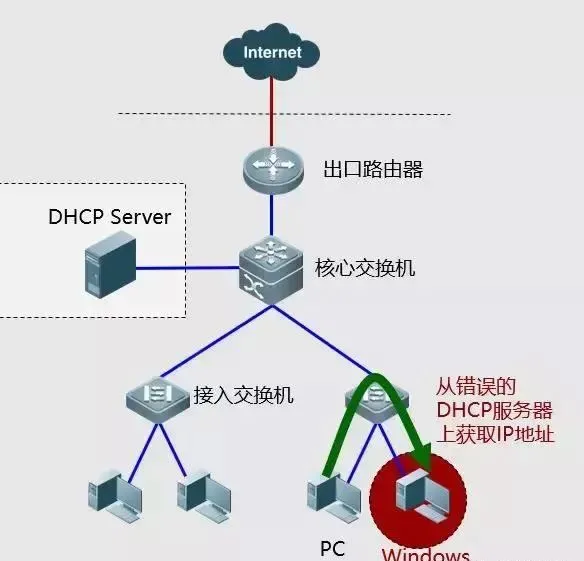 Internet
出口路由器
DHCP Server
核心交换机
接入交换机
从错误的
DHCP服务器
上获取IP地址
PC
Windows